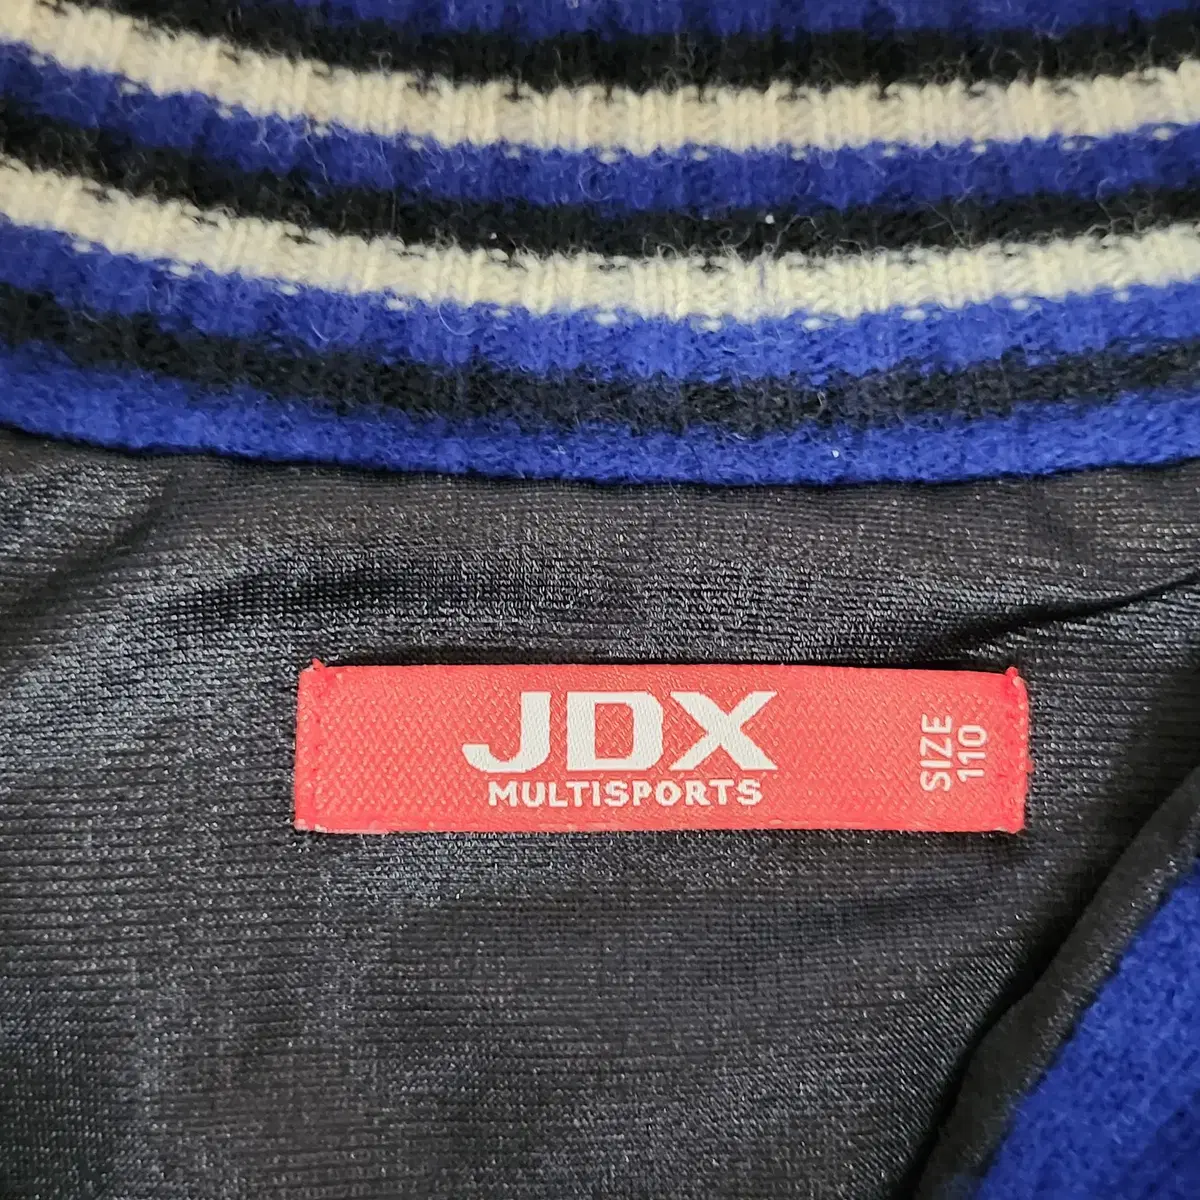 JDX
MULTISPORTS
SIZE
110